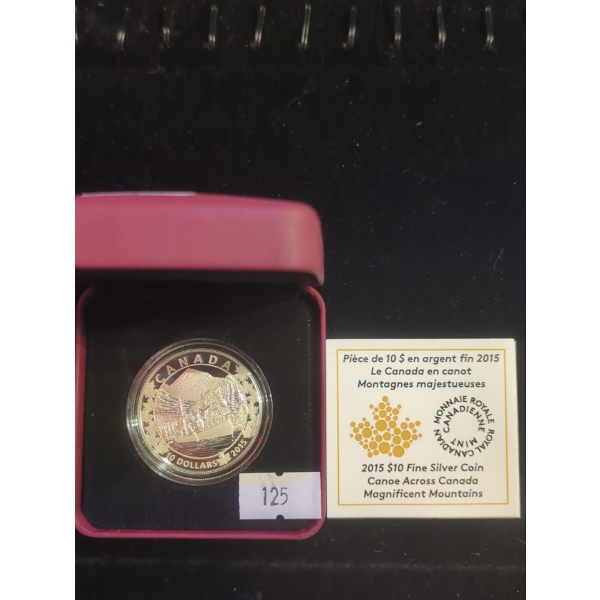 CANADA
10 DOLLARS 2015
125
Pièce de 10 $ en argent fin 2015
Le Canada en canot
Montagnes majestueuses
MONNAIE ROYALE CANADIENNE
ROYAL CANADIAN MINT
2015 $10 Fine Silver Coin
Canoe Across Canada
Magnificent Mountains